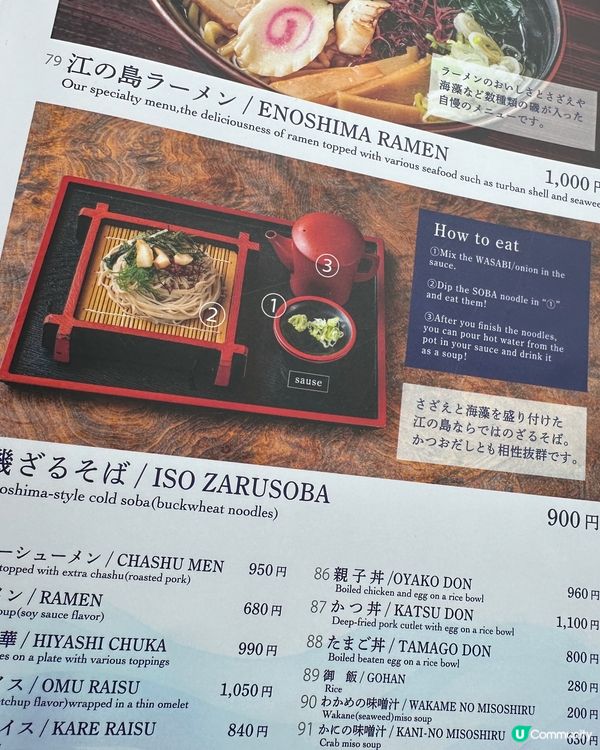 79 江の島ラーメン / ENOSHIMA RAMEN
Our specialty menu,the deliciousness of ramen topped with various seafood such as turban shell and seawee
1,000円
ラーメンのおいしさとさざえや
海藻など数種類の磯が入った
自慢のメニューです。
How to eat
①Mix the WASABI/onion in the
sauce.
②Dip the SOBA noodle in "①"
and eat them!
③After you finish the noodles,
you can pour hot water from the
pot in your sauce and drink it
as a soup!
①
②
③
sause
さざえと海藻を盛り付けた
江の島ならではのざるそば。
かつおだしとも相性抜群です。
磯ざるそば / ISO ZARUSOBA
oshima-style cold soba(buckwheat noodles)
900円
ーシューメン / CHASHU MEN 950円
topped with extra chashu(roasted pork)
メン / RAMEN 680円
oup(soy sauce flavor)
華 / HIYASHI CHUKA 990円
es on a plate with various toppings
イス / OMU RAISU 1,050円
etchup flavor)wrapped in a thin omelet
イス / KARE RAISU 840円
86 親子丼 /OYAKO DON 960円
Boiled chicken and egg on a rice bowl
87 かつ丼 / KATSU DON 1,100円
Deep-fried pork cutlet with egg on a rice bowl
88 たまご丼 / TAMAGO DON 800円
Boiled beaten egg on a rice bowl
89 御 飯 / GOHAN 280円
Rice
90 わかめの味噌汁 / WAKAME NO MISOSHIRU 200円
Wakane(seaweed)miso soup
91 かにの味噌汁 / KANI-NO MISOSHIRU
Crab miso soup
U Community